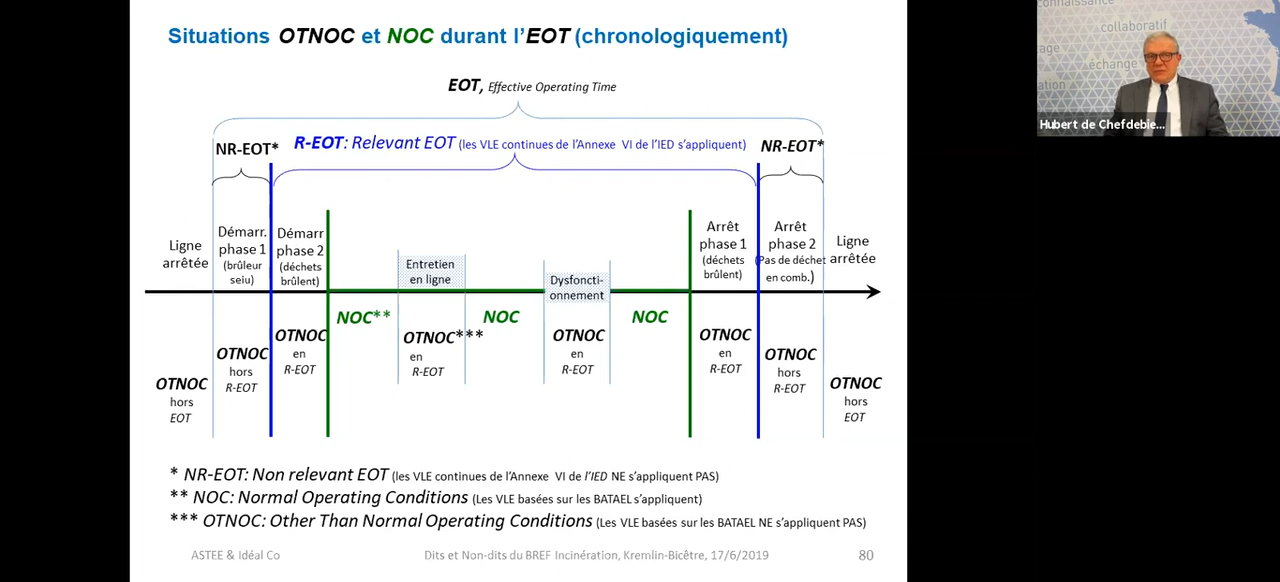 Situations OTNOC et NOC durant l’EOT (chronologiquement)
EOT, Effective Operating Time
NR-EOT*
R-EOT: Relevant EOT (les VLE continues de l’Annexe VI de l’IED s’appliquent)
NR-EOT*
Ligne
arrêtée
Démarr.
phase 1
(brûleur
seiu)
Démarr
phase 2
(déchets
brûlent)
Entretien
en ligne
Dysfoncti-
onnement
Arrêt
phase 1
(déchets
brûlent)
Arrêt
phase 2
(Pas de déchet
en comb.)
Ligne
arrêtée
OTNOC
hors
EOT
OTNOC
hors
R-EOT
OTNOC
en
R-EOT
NOC**
OTNOC***
en
R-EOT
NOC
OTNOC
en
R-EOT
NOC
OTNOC
en
R-EOT
OTNOC
hors
R-EOT
OTNOC
hors
EOT
* NR-EOT: Non relevant EOT (les VLE continues de l’Annexe VI de l’IED NE s’appliquent PAS)
** NOC: Normal Operating Conditions (Les VLE basées sur les BATAEL s’appliquent)
*** OTNOC: Other Than Normal Operating Conditions (Les VLE basées sur les BATAEL NE s’appliquent PAS)
ASTEE & Idéal Co
Dits et Non-dits du BREF Incinération, Kremlin-Bicêtre, 17/6/2019
80
connaissance
collaboratif
échange
Hubert de Chefdebie...